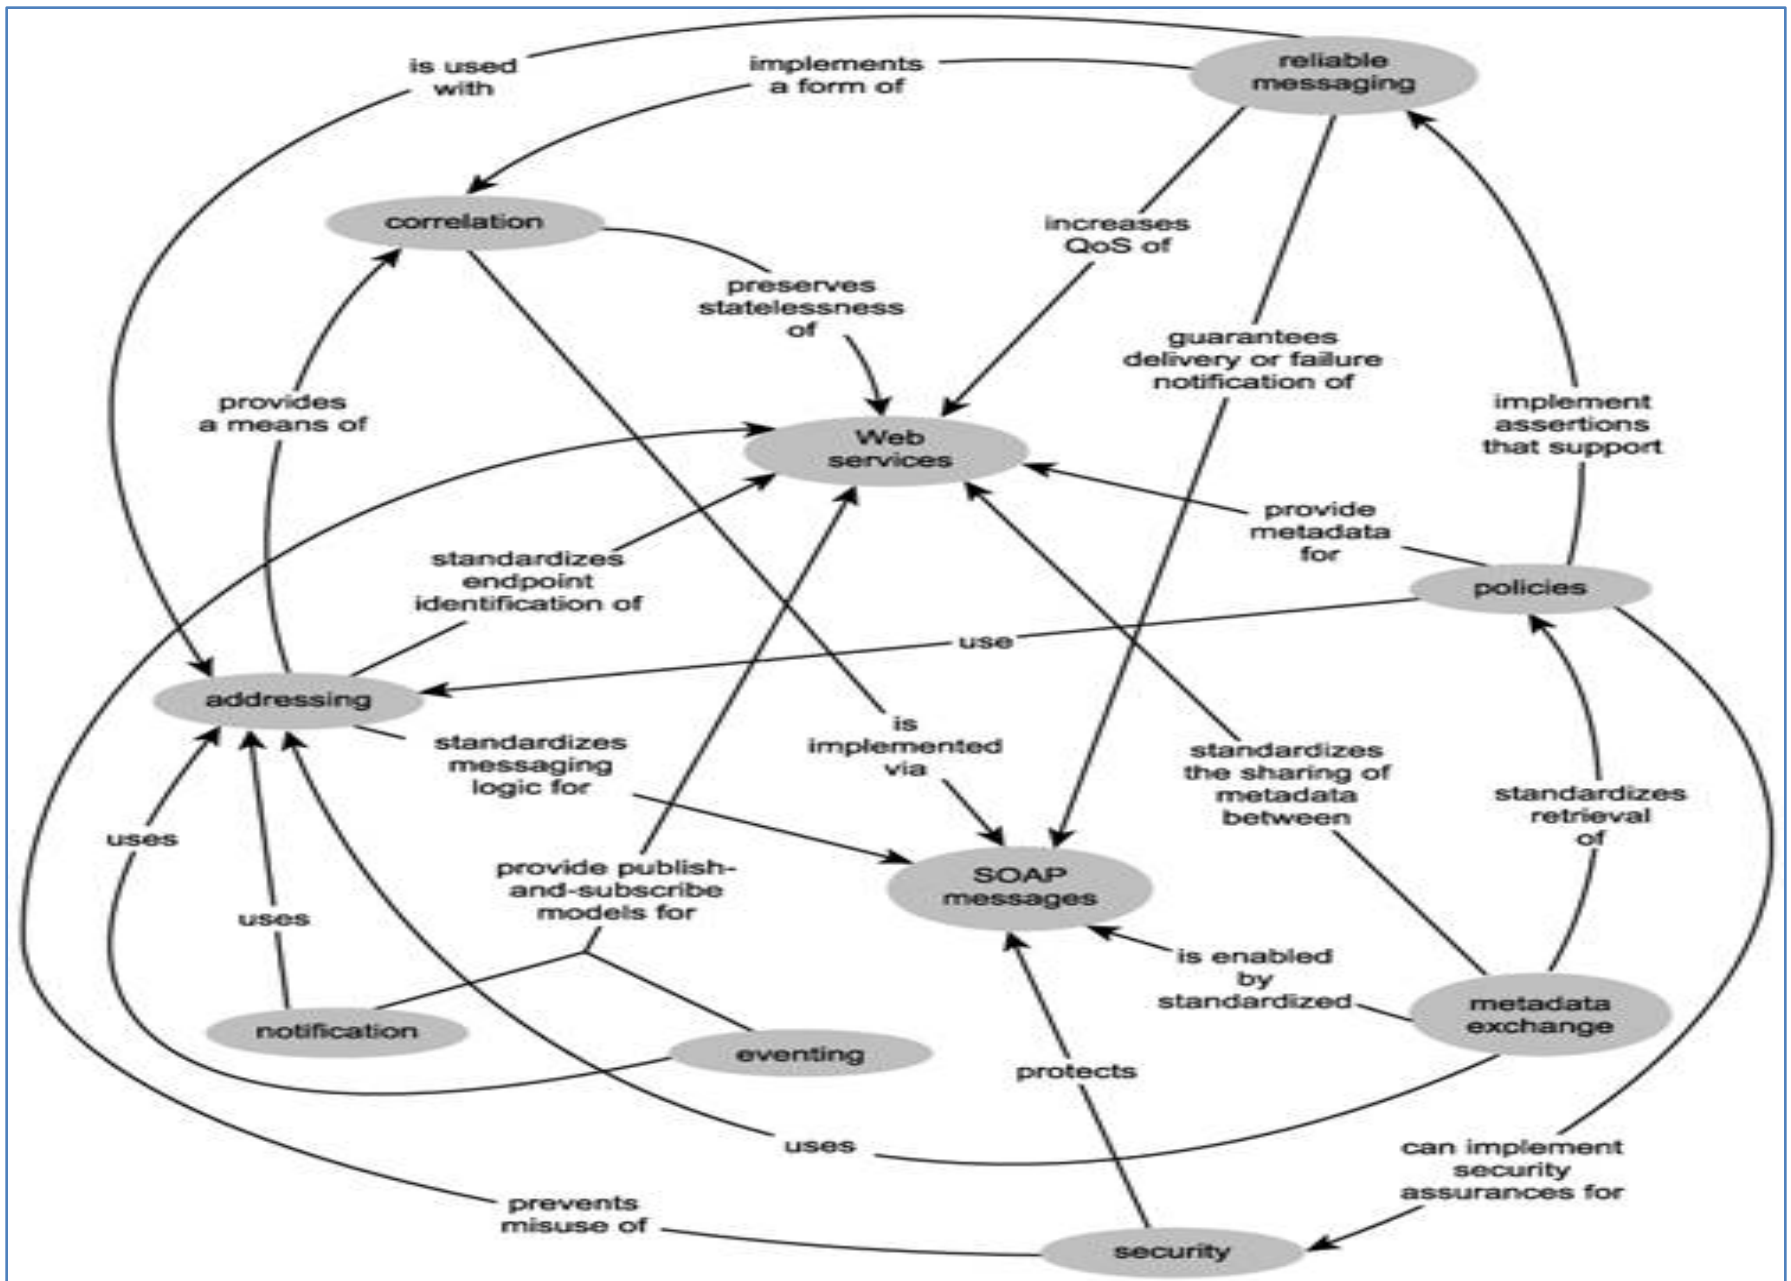 reliable
messaging
is used
with
implements
a form of
correlation
increases
QoS of
preserves
statelessness
of
guarantees
delivery or failure
notification of
provides
a means of
implement
assertions
that support
Web
services
provide
metadata
for
standardizes
endpoint
identification of
policies
use
addressing
is
implemented
via
standardizes
messaging
logic for
standardizes
the sharing of
metadata
between
standardizes
retrieval
of
uses
provide publish-
and-subscribe
models for
SOAP
messages
uses
is enabled
by
standardized
metadata
exchange
notification
eventing
protects
uses
can implement
security
assurances for
prevents
misuse of
security